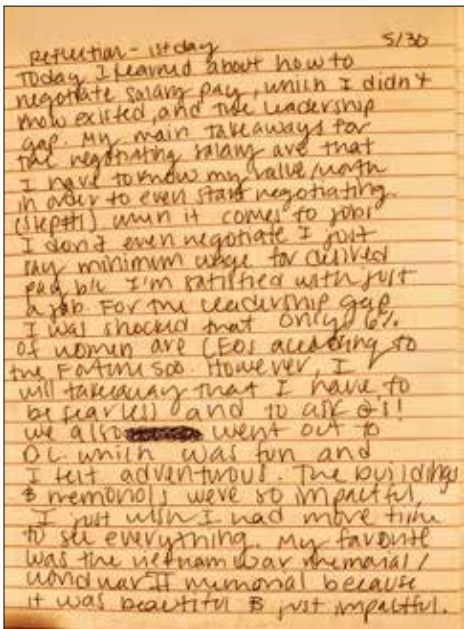 5/30
Reflection - 1st day
Today I learned about how to
negotiate salary pay, which I didn't
know existed, and the leadership
gap. My main takeaways for
the negotiating salary are that
I have to know my value/worth
in order to even start negotiating.
(step #1) when it comes to jobs
I don't even negotiate I just
say minimum wage for desired
pay b/c I'm satisfied with just
a job. For the leadership gap
I was shocked that only 6%
of women are CEOs according to
the Fortune 500. However, I
will takeaway that I have to
be fearless and to ask Q's!
we also went out to
D.C. which was fun and
I felt adventurous. The buildings
& memorials were so impactful.
I just wish I had more time
to see everything. My favorite
was the vietnam war memorial/
world war II memorial because
it was beautiful & just impactful.